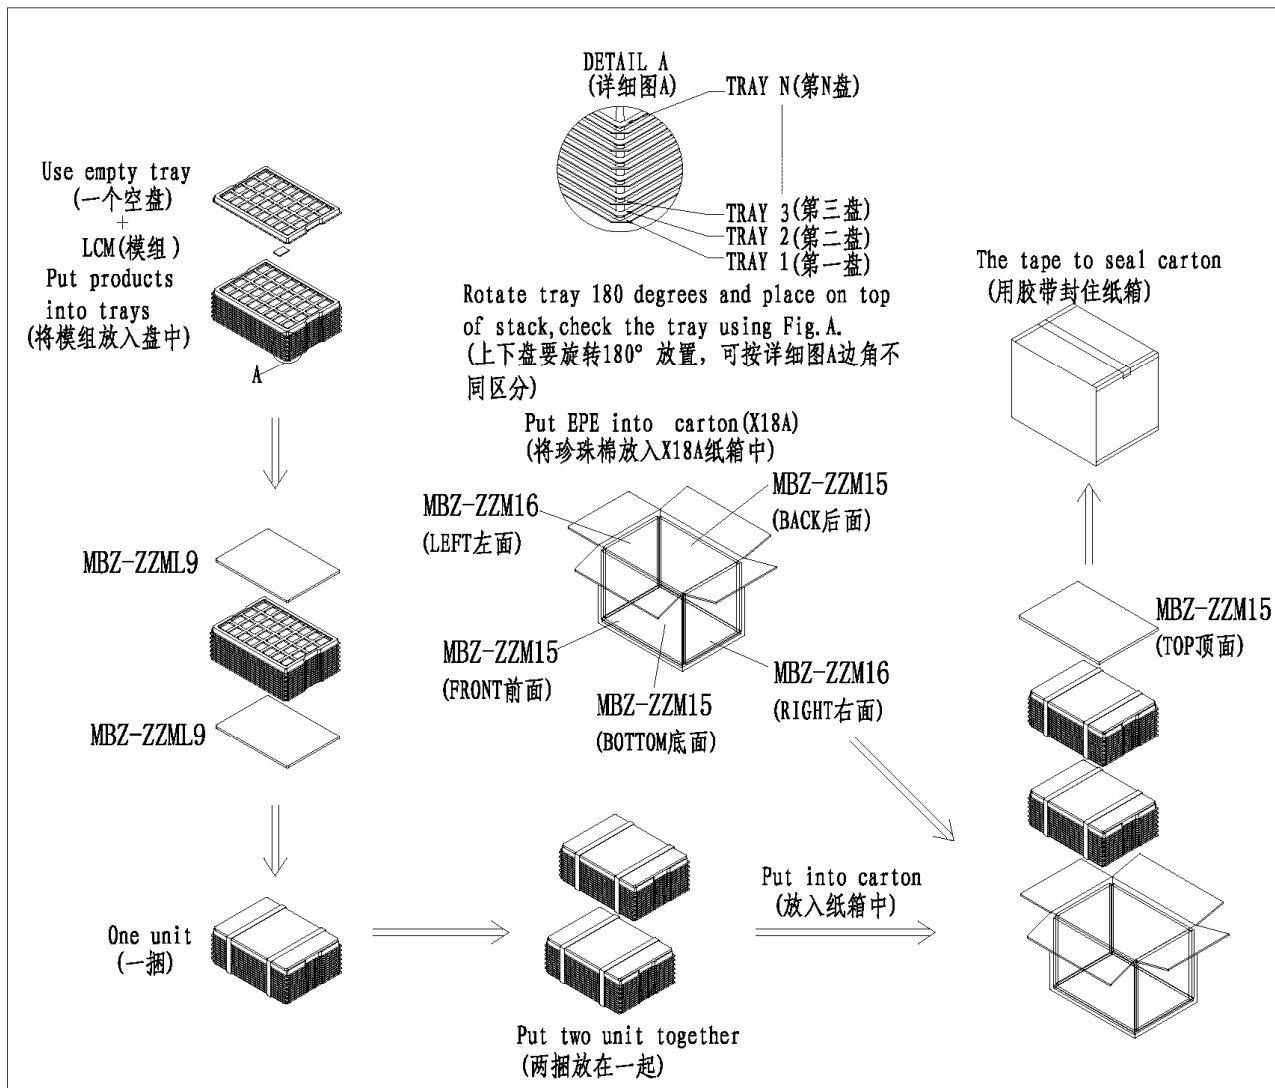 DETAIL A
(详细图A)
TRAY N(第N盘)
TRAY 3(第三盘)
TRAY 2(第二盘)
TRAY 1(第一盘)
Use empty tray
(一个空盘)
+
LCM(模组)
Put products
into trays
(将模组放入盘中)
A
Rotate tray 180 degrees and place on top
of stack,check the tray using Fig.A.
(上下盘要旋转180° 放置，可按详细图A边角不
同区分)
Put EPE into carton(X18A)
(将珍珠棉放入X18A纸箱中)
MBZ-ZZM16
(LEFT左面)
MBZ-ZZM15
(BACK后面)
MBZ-ZZM15
(FRONT前面)
MBZ-ZZM15
(BOTTOM底面)
MBZ-ZZM16
(RIGHT右面)
MBZ-ZZML9
MBZ-ZZML9
One unit
(一捆)
Put two unit together
(两捆放在一起)
Put into carton
(放入纸箱中)
MBZ-ZZM15
(TOP顶面)
The tape to seal carton
(用胶带封住纸箱)